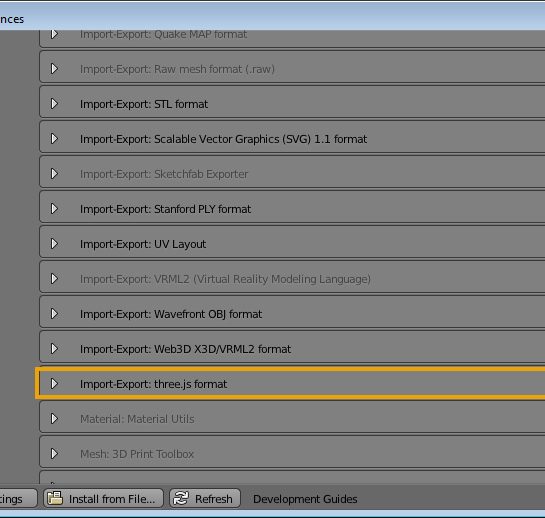 nces
Import-Export: Quake MAP format
Import-Export: Raw mesh format (.raw)
Import-Export: STL format
Import-Export: Scalable Vector Graphics (SVG) 1.1 format
Import-Export: Sketchfab Exporter
Import-Export: Stanford PLY format
Import-Export: UV Layout
Import-Export: VRML2 (Virtual Reality Modeling Language)
Import-Export: Wavefront OBJ format
Import-Export: Web3D X3D/VRML2 format
Import-Export: three.js format
Material: Material Utils
Mesh: 3D Print Toolbox
tings Install from File... Refresh Development Guides